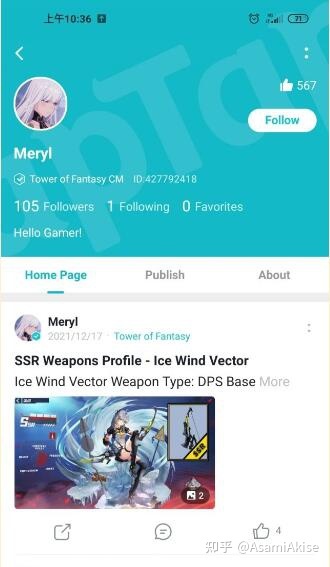 上午10:36
71
567
Follow
Meryl
Tower of Fantasy CM ID:427792418
105 Followers 1 Following 0 Favorites
Hello Gamer!
Home Page Publish About
Meryl
2021/12/17 · Tower of Fantasy
SSR Weapons Profile - Ice Wind Vector
Ice Wind Vector Weapon Type: DPS Base More
SSR
SSR
2
4
知乎 @AsamiAkise